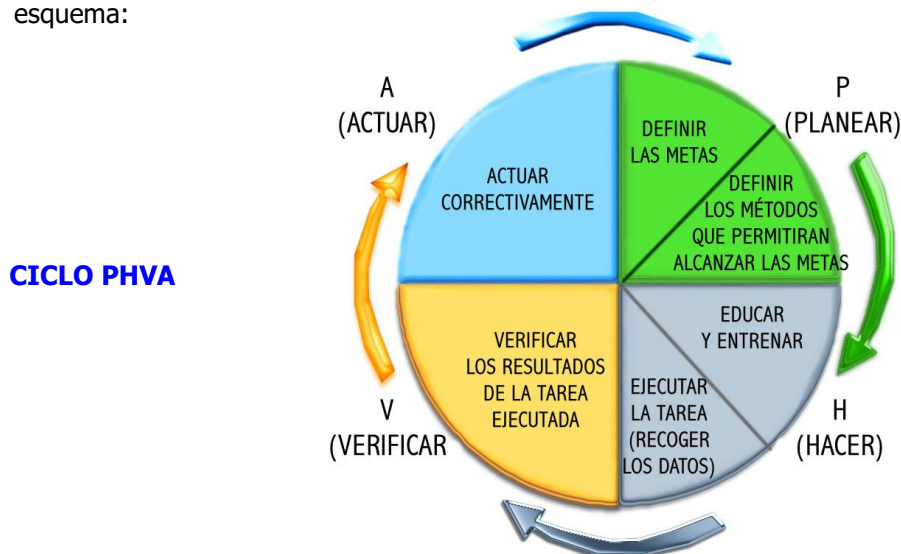 esquema:
A
(ACTUAR)
P
(PLANEAR)
DEFINIR
LAS METAS
DEFINIR
LOS MÉTODOS
QUE PERMITIRAN
ALCANZAR LAS METAS
ACTUAR
CORRECTIVAMENTE
CICLO PHVA
EDUCAR
Y ENTRENAR
EJECUTAR
LA TAREA
(RECOGER
LOS DATOS)
H
(HACER)
VERIFICAR
LOS RESULTADOS
DE LA TAREA
EJECUTADA
V
(VERIFICAR